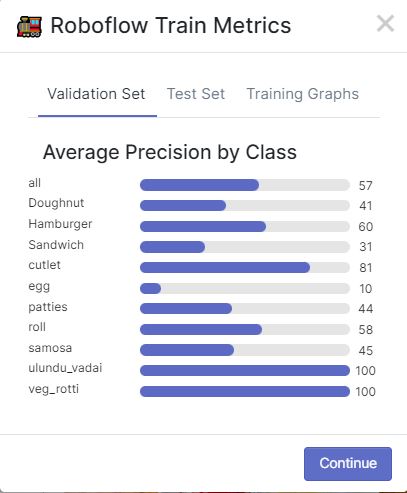 Roboflow Train Metrics
Validation Set Test Set Training Graphs
Average Precision by Class
all 57
Doughnut 41
Hamburger 60
Sandwich 31
cutlet 81
egg 10
patties 44
roll 58
samosa 45
ulundu_vadai 100
veg_rotti 100
Continue